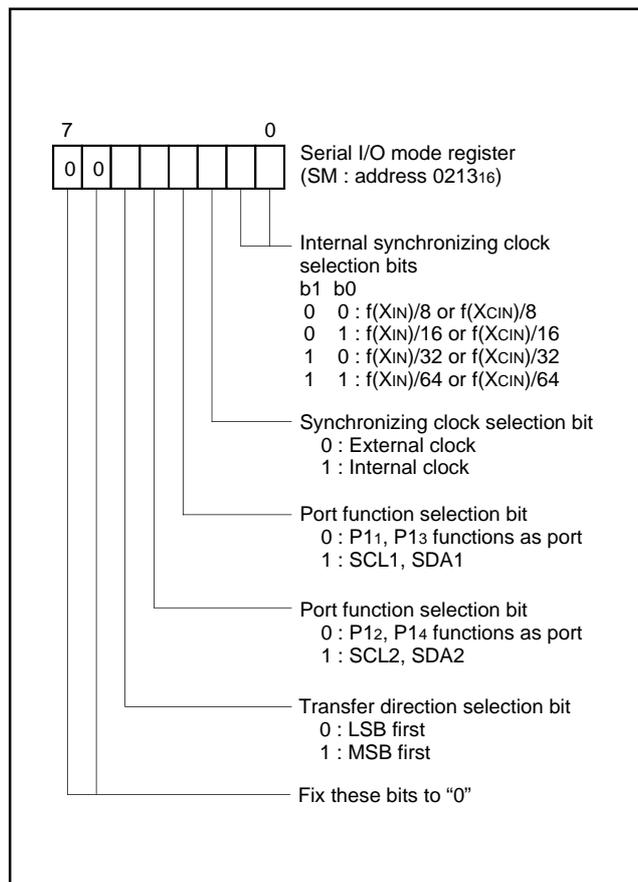 7 0
0 0
Serial I/O mode register
(SM : address 021316)
Internal synchronizing clock
selection bits
b1 b0
0 0 : f(XIN)/8 or f(XCIN)/8
0 1 : f(XIN)/16 or f(XCIN)/16
1 0 : f(XIN)/32 or f(XCIN)/32
1 1 : f(XIN)/64 or f(XCIN)/64
Synchronizing clock selection bit
0 : External clock
1 : Internal clock
Port function selection bit
0 : P11, P13 functions as port
1 : SCL1, SDA1
Port function selection bit
0 : P12, P14 functions as port
1 : SCL2, SDA2
Transfer direction selection bit
0 : LSB first
1 : MSB first
Fix these bits to “0”